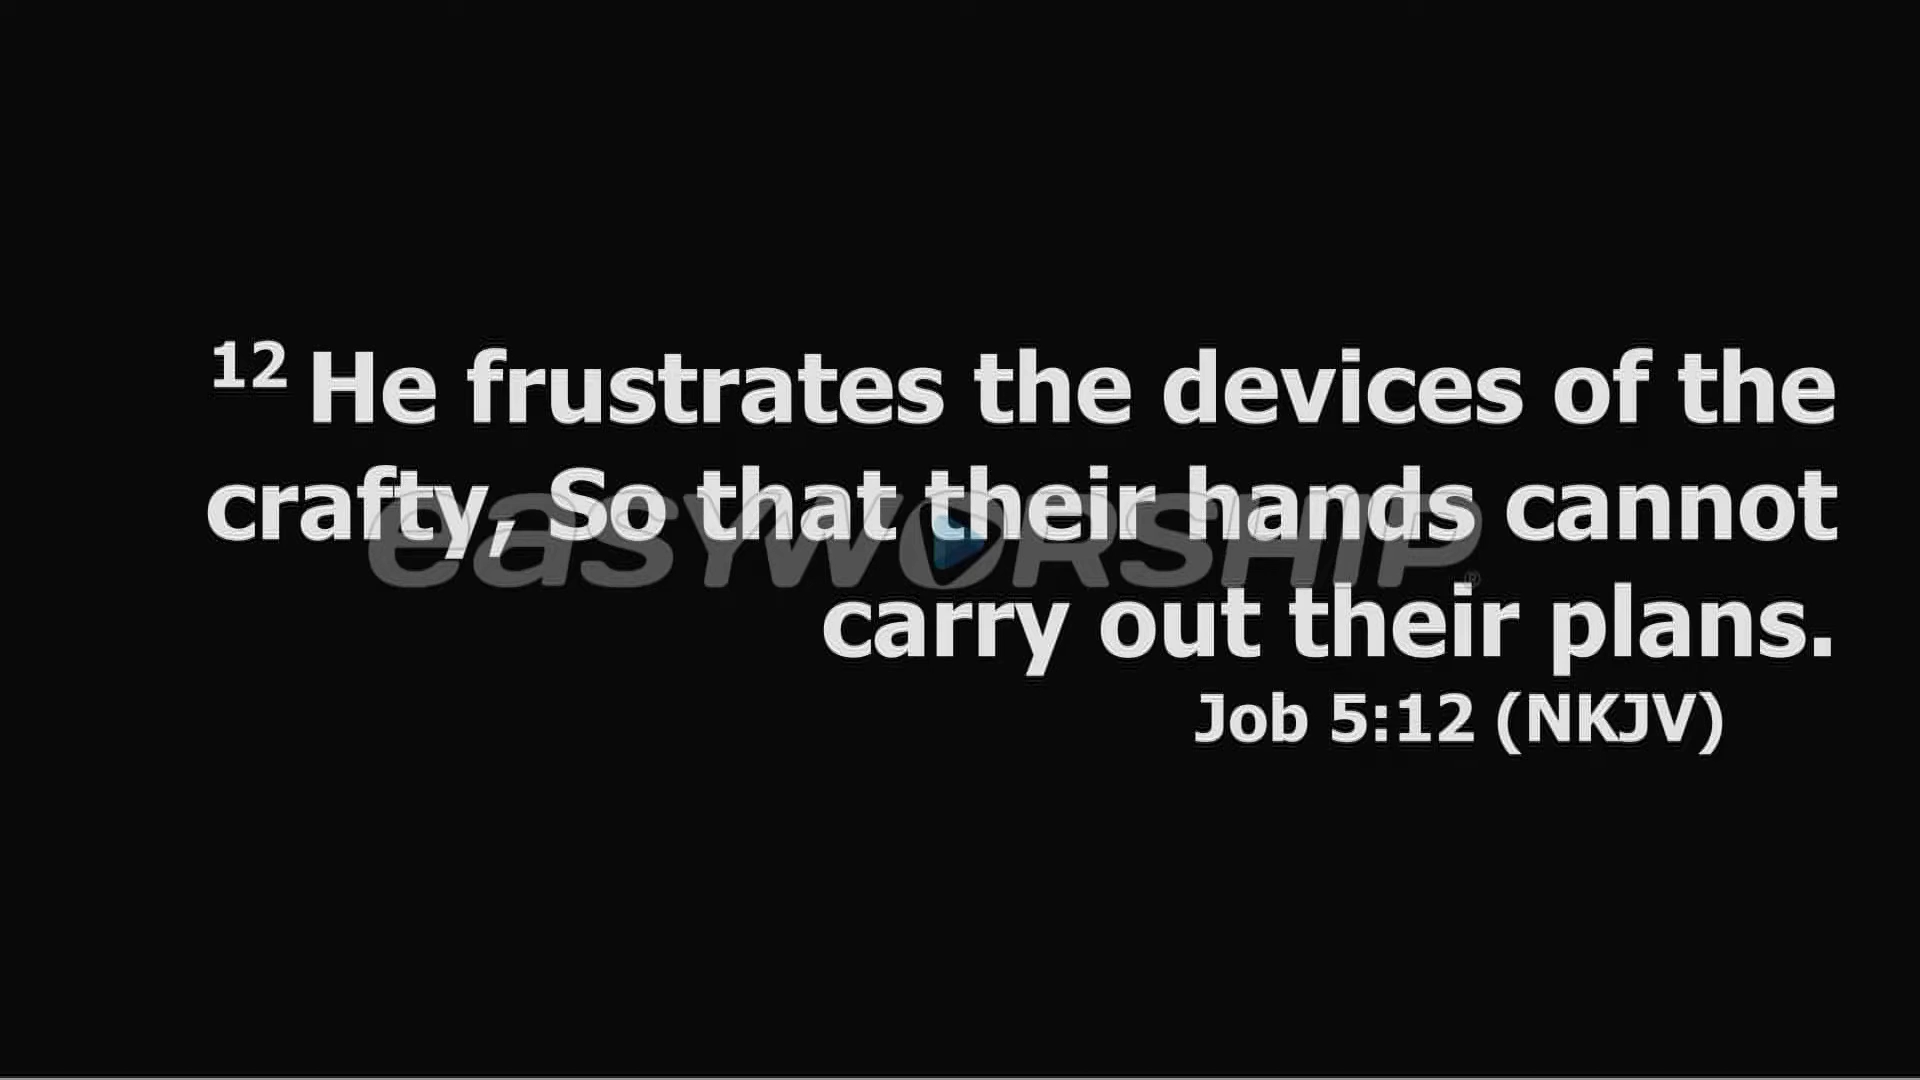 12 He frustrates the devices of the
crafty, So that their hands cannot
easyWORSHIP®
carry out their plans.
Job 5:12 (NKJV)